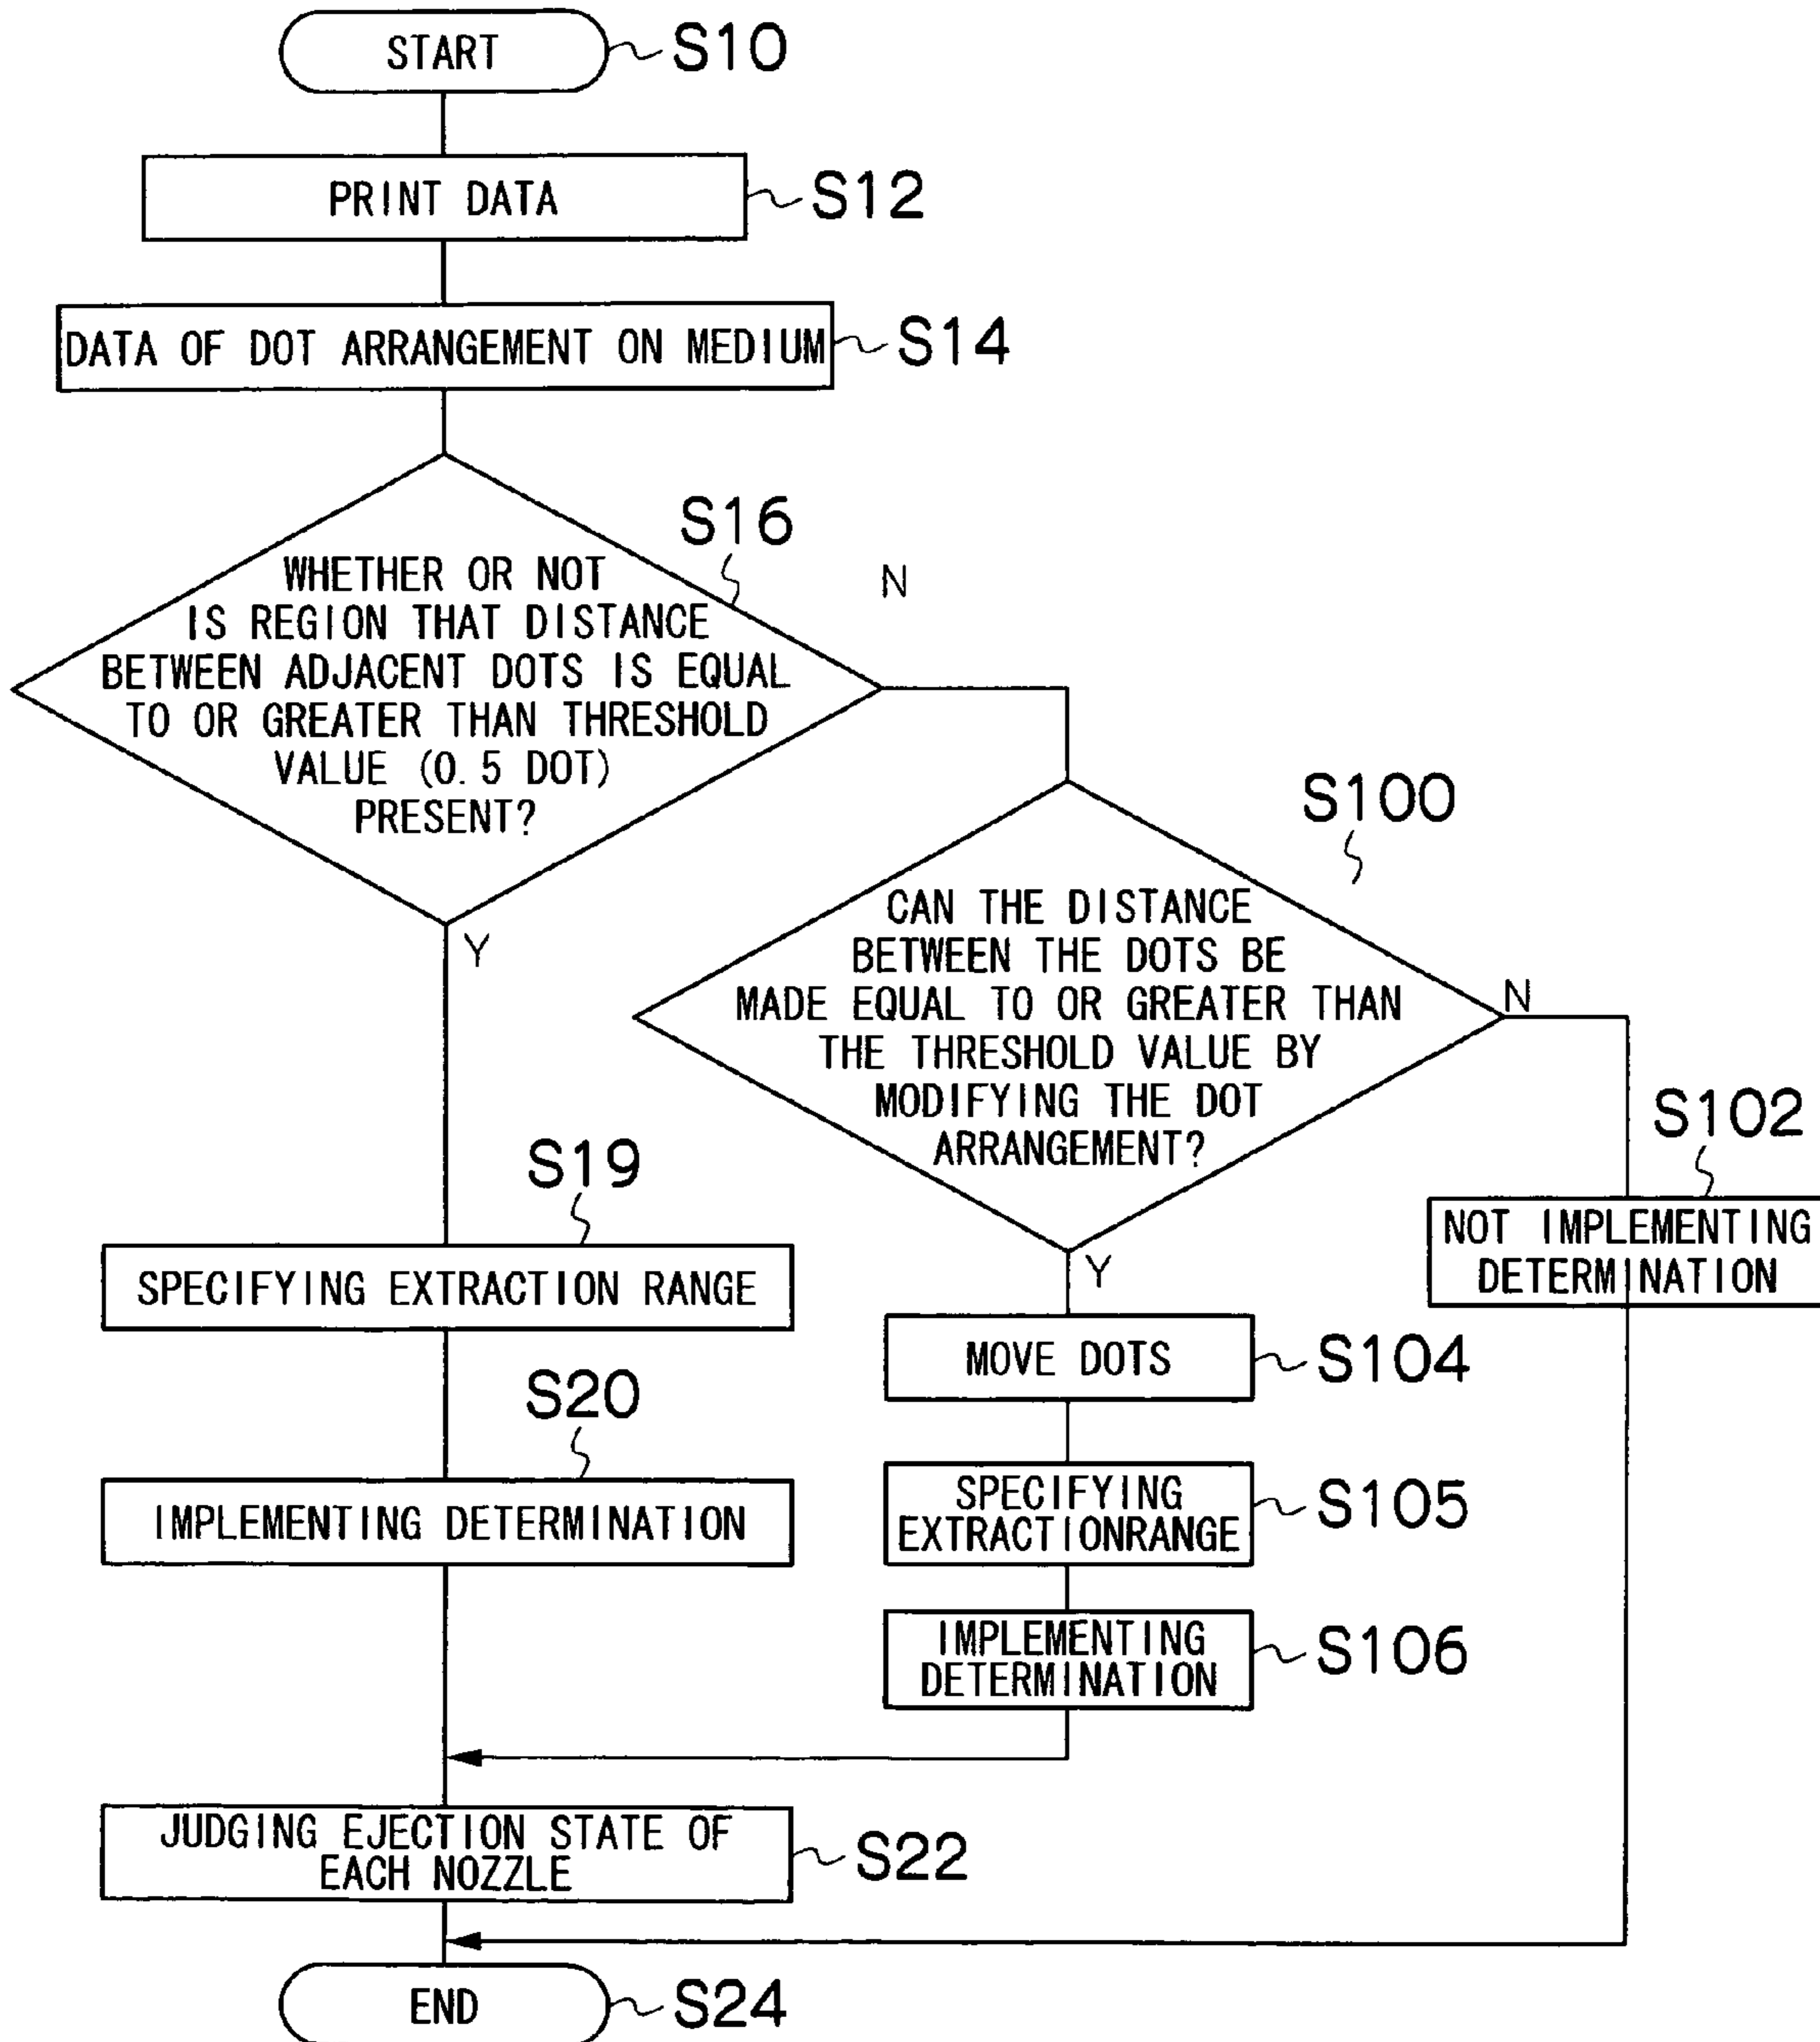 START
S10
PRINT DATA
S12
DATA OF DOT ARRANGEMENT ON MEDIUM
S14
S16
WHETHER OR NOT
IS REGION THAT DISTANCE
BETWEEN ADJACENT DOTS IS EQUAL
TO OR GREATER THAN THRESHOLD
VALUE (0.5 DOT)
PRESENT?
N
Y
S100
CAN THE DISTANCE
BETWEEN THE DOTS BE
MADE EQUAL TO OR GREATER THAN
THE THRESHOLD VALUE BY
MODIFYING THE DOT
ARRANGEMENT?
N
Y
S102
NOT IMPLEMENTING
DETERMINATION
S19
SPECIFYING EXTRACTION RANGE
MOVE DOTS
S104
S20
IMPLEMENTING DETERMINATION
SPECIFYING
EXTRACTIONRANGE
S105
IMPLEMENTING
DETERMINATION
S106
JUDGING EJECTION STATE OF
EACH NOZZLE
S22
END
S24